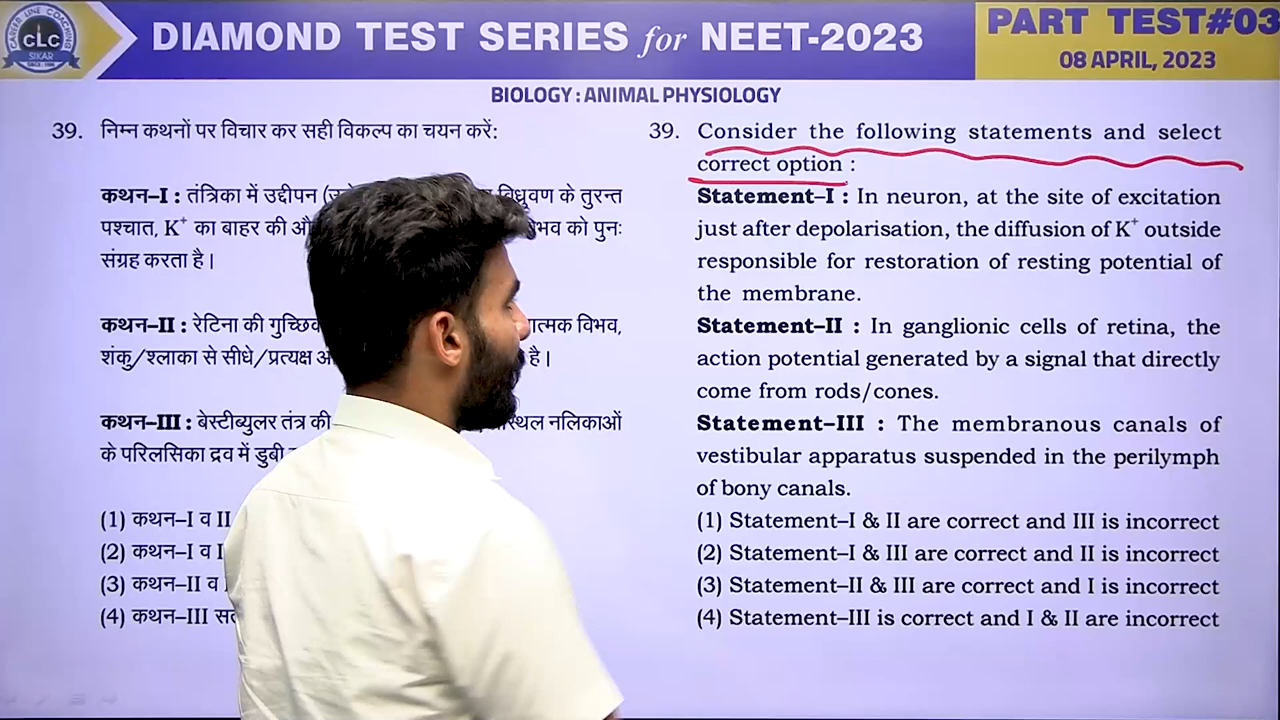 CAREER LINE COACHING
CLC
SIKAR
DIAMOND TEST SERIES for NEET-2023
PART TEST#03
08 APRIL, 2023
BIOLOGY : ANIMAL PHYSIOLOGY
39. निम्न कथनों पर विचार कर सही विकल्प का चयन करें:
कथन–I : तंत्रिका में उद्दीपन विध्रुवण के तुरन्त
पश्चात, K⁺ का बाहर की को पुनः
संग्रह करता है।
कथन–II : रेटिना की विभव,
शंकु/श्लाका से सीधे/प्रत्यक्ष है।
कथन–III : बेस्टीब्युलर तंत्र की नलिकाओं
के परिलसिका द्रव में डुबी
(1) कथन–I व II
(2) कथन–I व
(3) कथन–II व
(4) कथन–III
39. Consider the following statements and select
correct option :
Statement–I : In neuron, at the site of excitation
just after depolarisation, the diffusion of K⁺ outside
responsible for restoration of resting potential of
the membrane.
Statement–II : In ganglionic cells of retina, the
action potential generated by a signal that directly
come from rods/cones.
Statement–III : The membranous canals of
vestibular apparatus suspended in the perilymph
of bony canals.
(1) Statement–I & II are correct and III is incorrect
(2) Statement–I & III are correct and II is incorrect
(3) Statement–II & III are correct and I is incorrect
(4) Statement–III is correct and I & II are incorrect